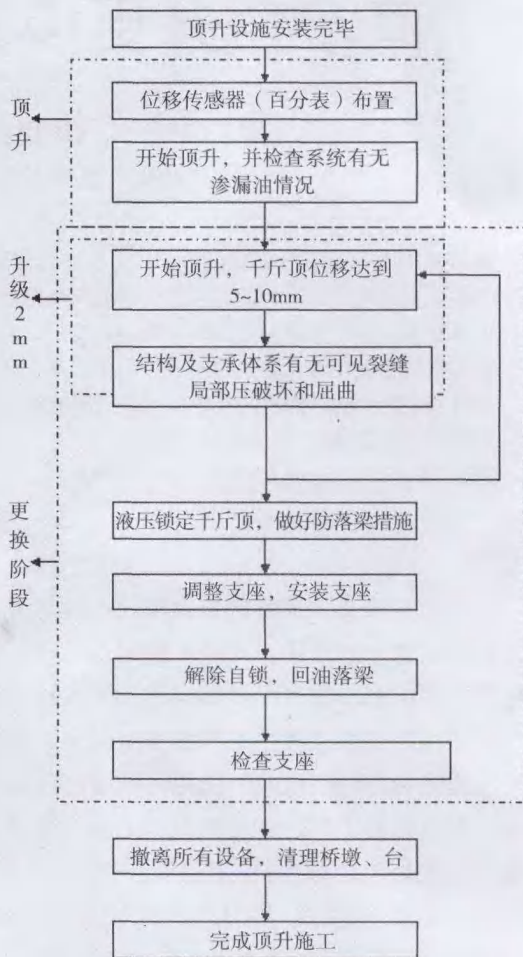 顶升设施安装完毕
位移传感器（百分表）布置
顶升
开始顶升，并检查系统有无
渗漏油情况
升级2mm
开始顶升，千斤顶位移达到
5~10mm
结构及支承体系有无可见裂缝
局部压破坏和屈曲
更换阶段
液压锁定千斤顶，做好防落梁措施
调整支座，安装支座
解除自锁，回油落梁
检查支座
撤离所有设备，清理桥墩、台
完成顶升施工